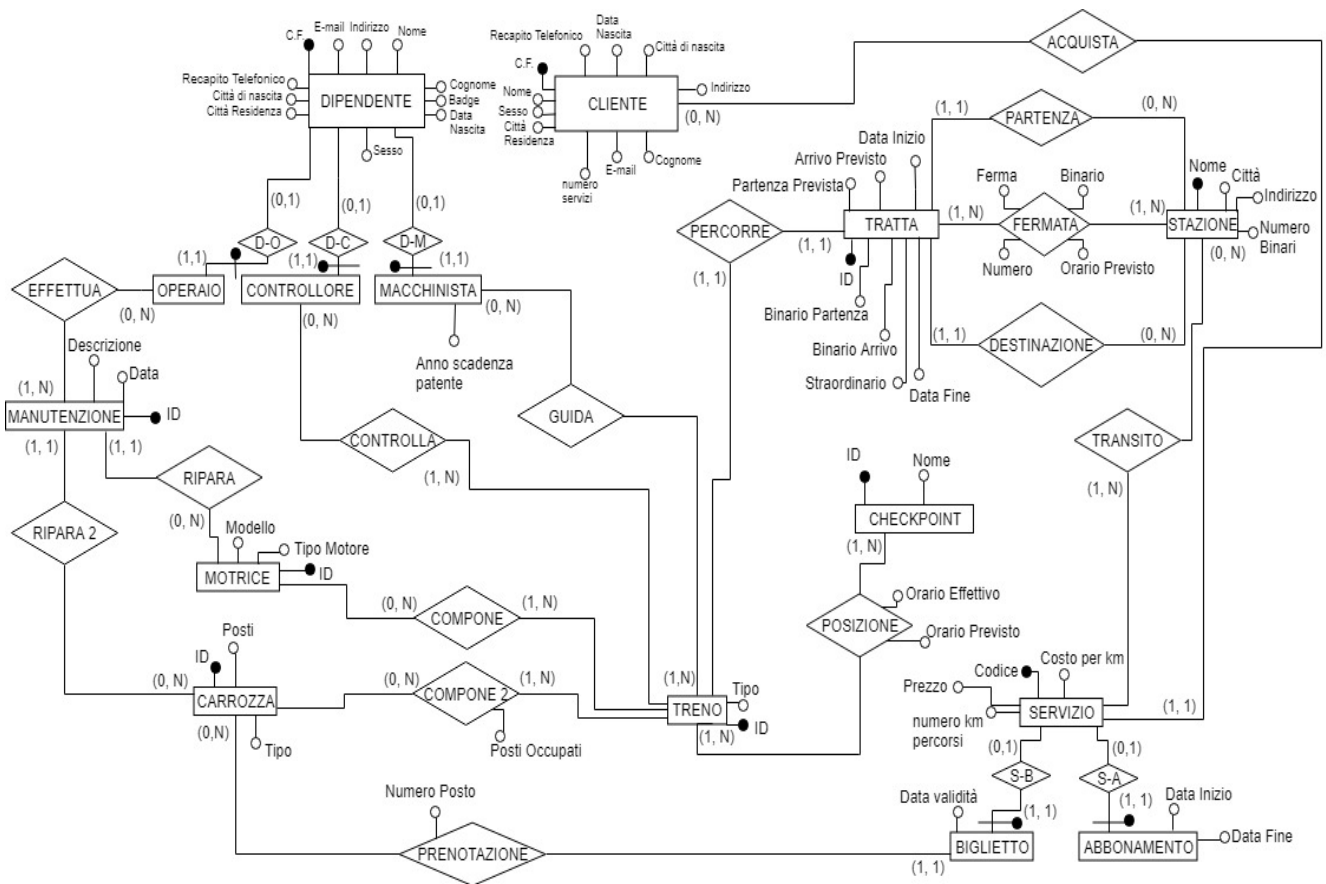 E-mail Indirizzo
C.F. Nome
Recapito Telefonico
Città di nascita
Città Residenza
DIPENDENTE
Cognome
Badge
Data
Nascita
Sesso
Data
Nascita
Recapito Telefonico
Città di nascita
C.F.
Nome
Sesso
Città
Residenza
CLIENTE
Indirizzo
(0, N)
numero
servizi
E-mail
Cognome
ACQUISTA
(1, 1)
PARTENZA
(0, N)
Data Inizio
Arrivo Previsto
Partenza Prevista
Ferma
Binario
Nome
Città
Indirizzo
Numero
Binari
PERCORRE
(1, 1)
TRATTA
(1, N)
FERMATA
(1, N)
STAZIONE
(0, N)
(1, 1)
ID
Numero
Orario Previsto
Binario Partenza
Binario Arrivo
Straordinario
Data Fine
(1, 1)
DESTINAZIONE
(0, N)
(0,1)
(0,1)
(0,1)
D-O
D-C
D-M
(1,1)
(1,1)
(1,1)
EFFETTUA
OPERAIO
CONTROLLORE
MACCHINISTA
(0, N)
(0, N)
(0, N)
Descrizione
Data
Anno scadenza
patente
(1, N)
MANUTENZIONE
ID
(1, 1)
(1, 1)
GUIDA
CONTROLLA
(1, N)
TRANSITO
(1, N)
RIPARA
(0, N)
RIPARA 2
ID
Nome
CHECKPOINT
(1, N)
Modello
Tipo Motore
MOTRICE
ID
(0, N)
COMPONE
(1, N)
POSIZIONE
Orario Effettivo
Orario Previsto
Posti
ID
(0, N)
CARROZZA
(0,N)
Tipo
(0, N)
COMPONE 2
(1, N)
Posti Occupati
(1,N)
TRENO
(1, N)
Tipo
ID
Costo per km
Codice
Prezzo
numero km
percorsi
SERVIZIO
(1, 1)
(0,1)
(0,1)
S-B
S-A
Data validità
(1, 1)
(1, 1)
Data Inizio
Data Fine
BIGLIETTO
ABBONAMENTO
(1, 1)
Numero Posto
PRENOTAZIONE